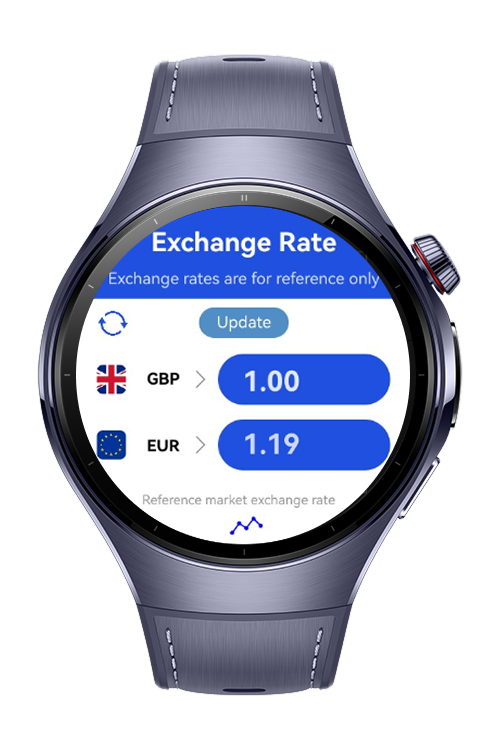 Exchange Rate
Exchange rates are for reference only
Update
GBP > 1.00
EUR > 1.19
Reference market exchange rate